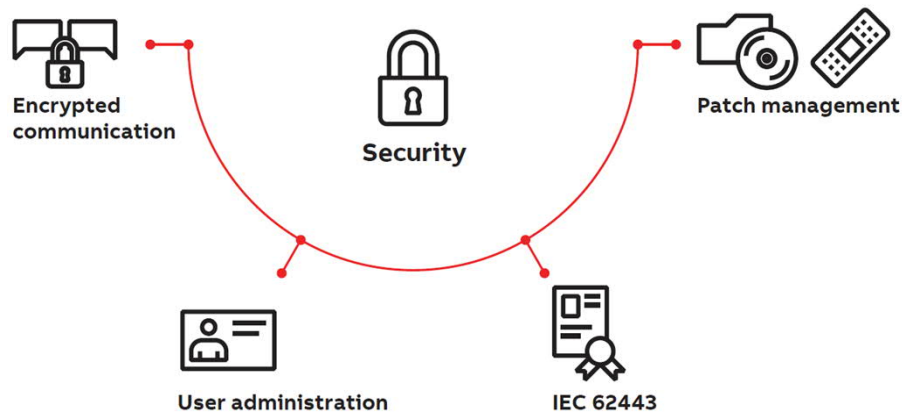 Encrypted
communication
Security
Patch management
User administration
IEC 62443